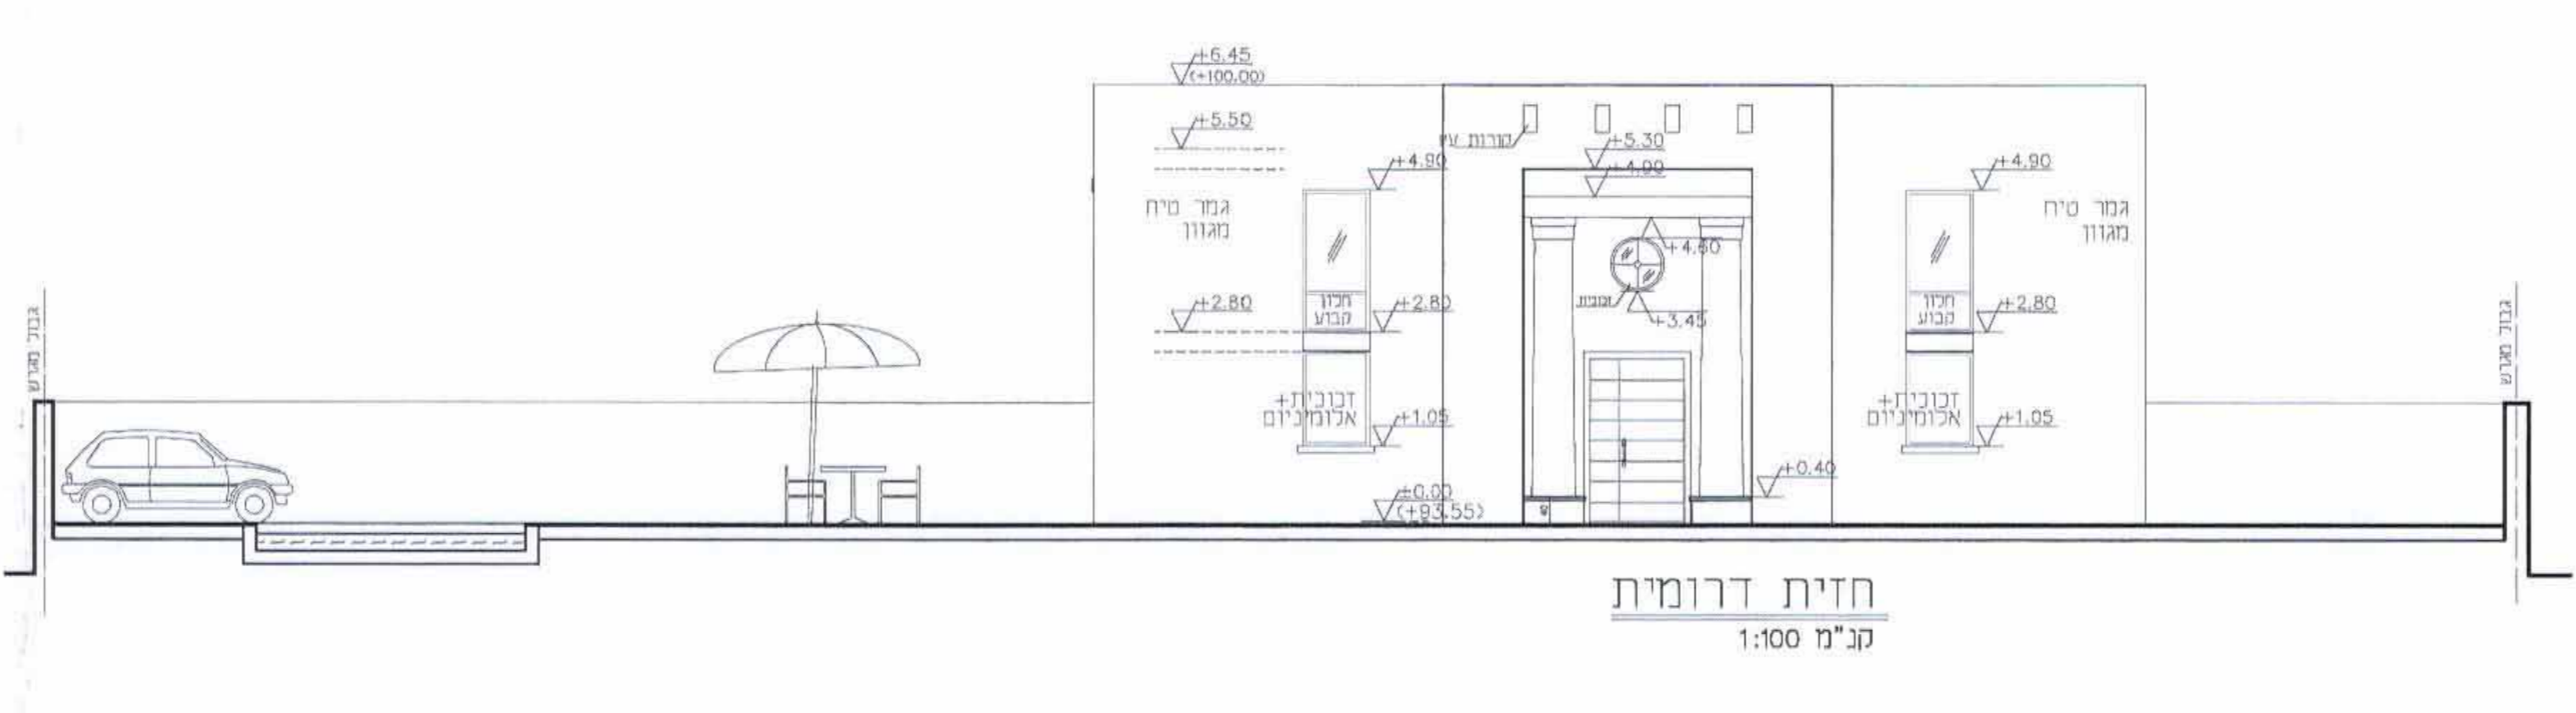 +6.45
(+100.00)
+5.50
קורות עץ
+5.30
+4.90
+4.90
+4.90
גמר טיח
מגוון
גמר טיח
מגוון
+4.60
חלון
קבוע
+2.80
+2.80
זכוכית
+3.45
חלון
קבוע
+2.80
גבול מגרש
גבול מגרש
זכוכית+
אלומיניום
+1.05
זכוכית+
אלומיניום
+1.05
+0.40
±0.00
(+93.55)
40
חזית דרומית
קנ"מ 1:100